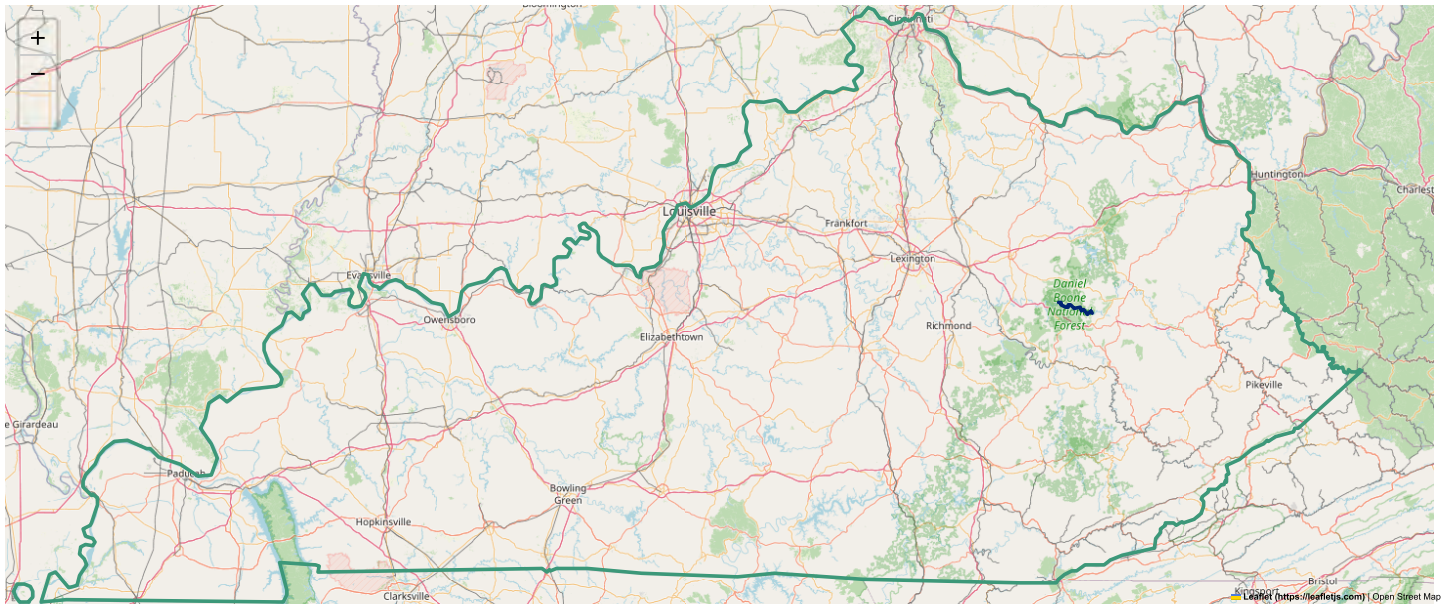 +
−
Bloomington
Cincinnati
Huntington
Charlest
Louisville
Frankfort
Lexington
Evansville
Daniel
Boone
National
Forest
Owensboro
Richmond
Elizabethtown
Pikeville
e Girardeau
Paducah
Bowling
Green
Hopkinsville
Clarksville
Bristol
Kingsport
Leaflet (https://leafletjs.com) | Open Street Map